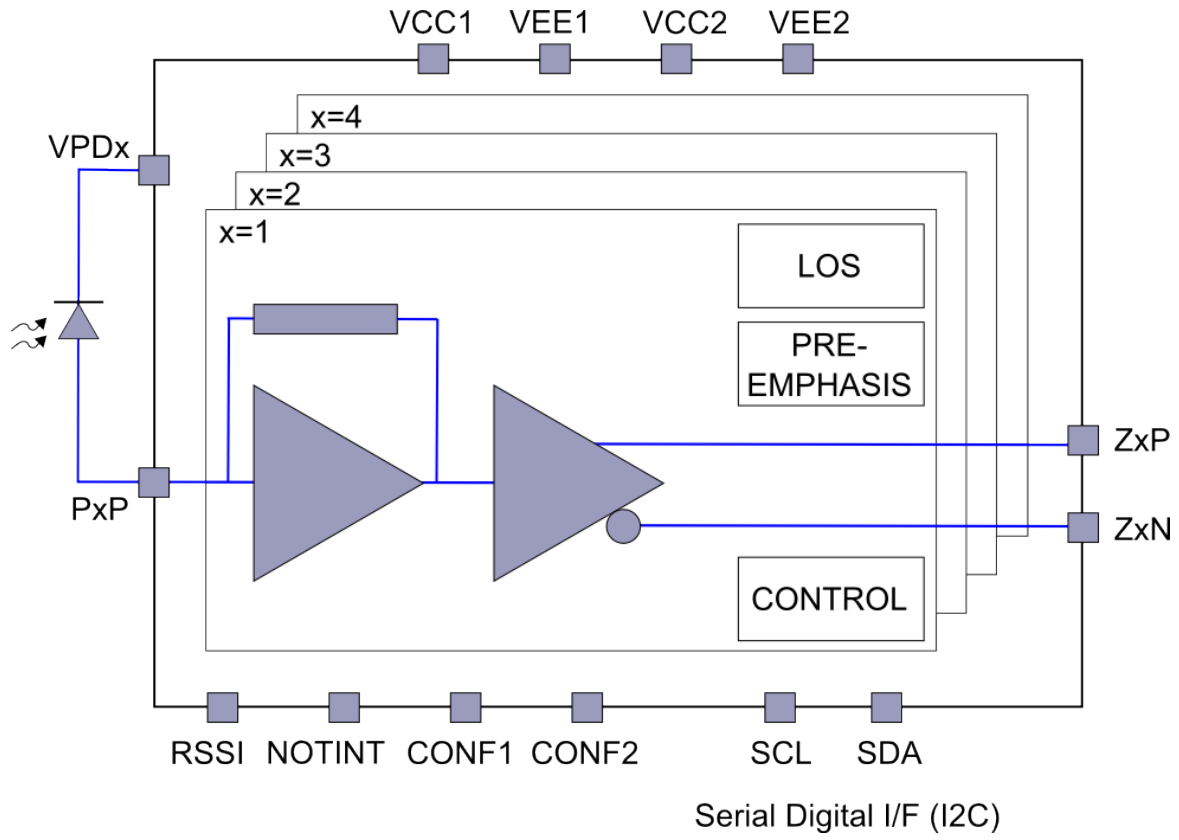 VCC1 VEE1 VCC2 VEE2
x=4
VPDx
x=3
x=2
x=1
LOS
PRE-
EMPHASIS
ZxP
PxP
ZxN
CONTROL
RSSI NOTINT CONF1 CONF2 SCL SDA
Serial Digital I/F (I2C)